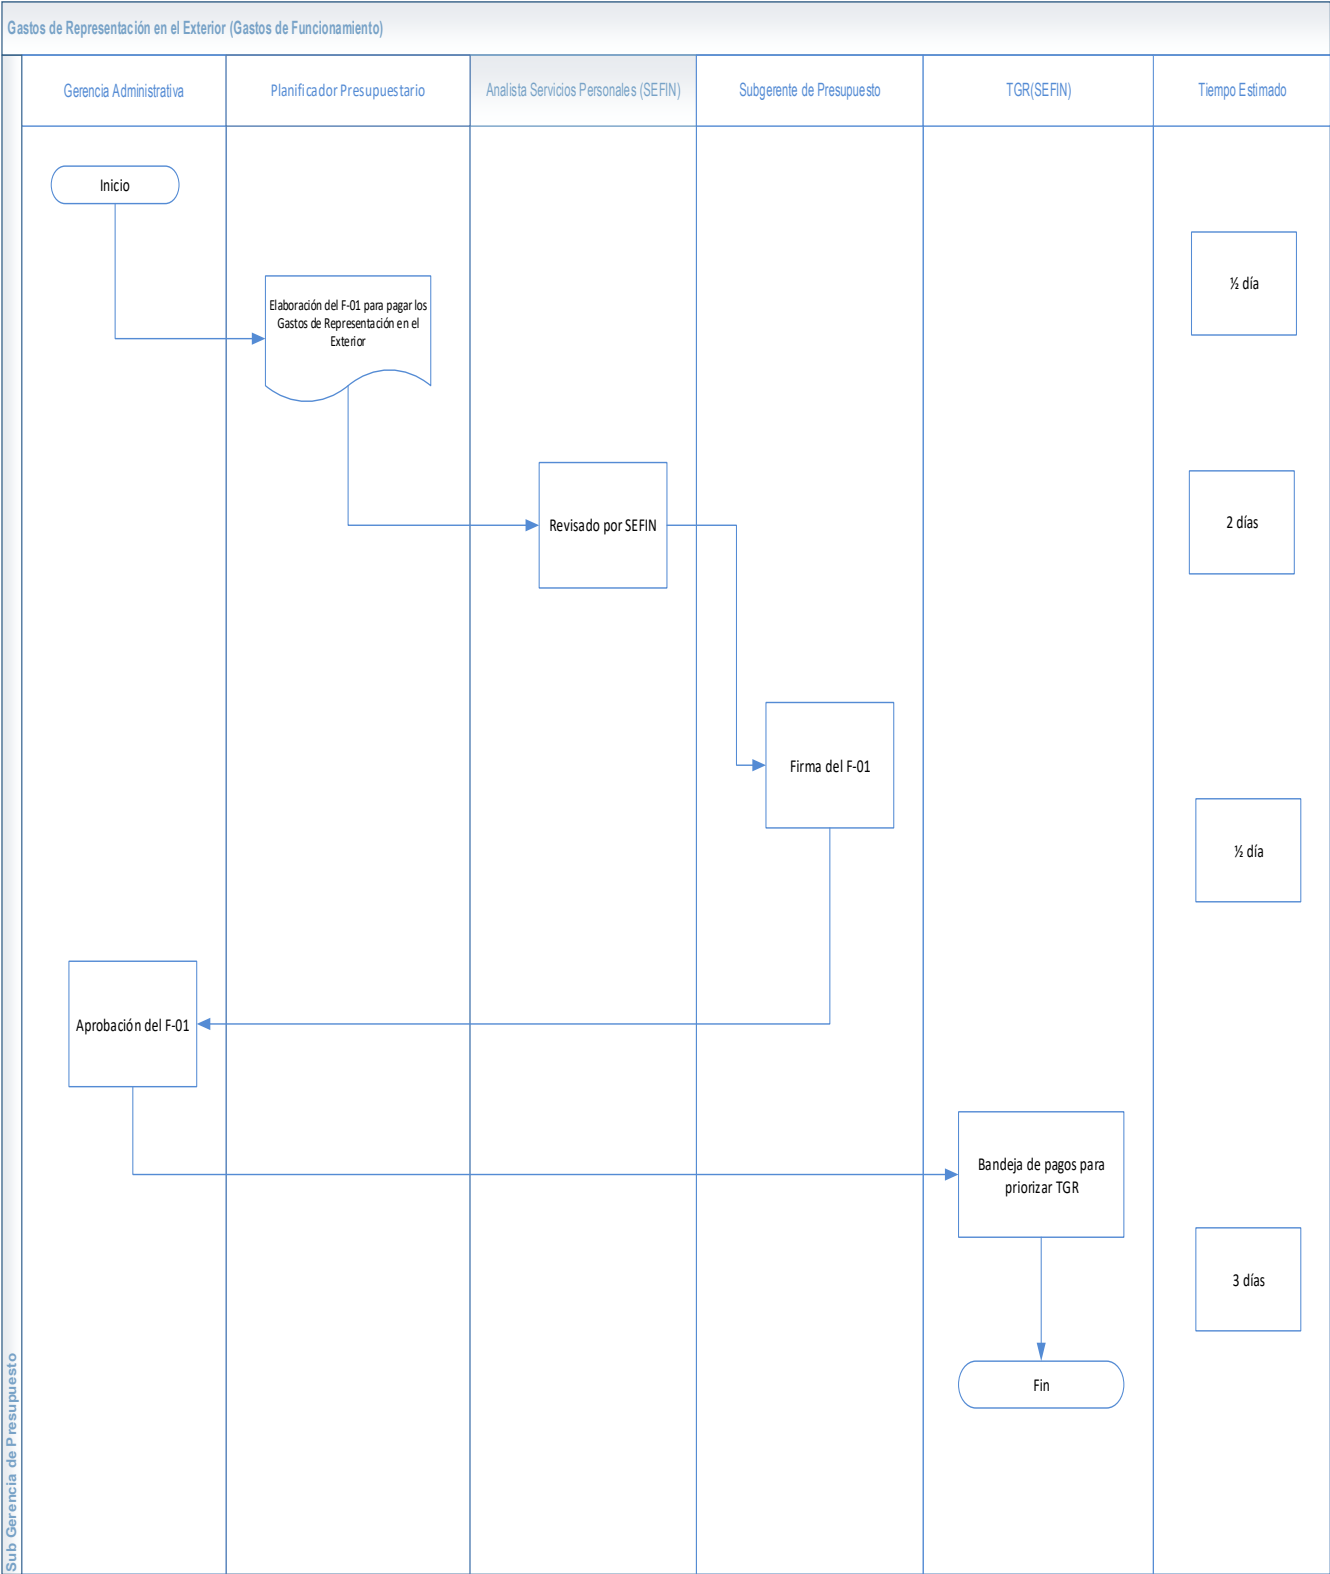 Gastos de Representación en el Exterior (Gastos de Funcionamiento)
Gerencia Administrativa
Planificador Presupuestario
Analista Servicios Personales (SEFIN)
Subgerente de Presupuesto
TGR(SEFIN)
Tiempo Estimado
Inicio
½ día
Elaboración del F-01 para pagar los
Gastos de Representación en el
Exterior
Revisado por SEFIN
2 días
Firma del F-01
½ día
Aprobación del F-01
Bandeja de pagos para
priorizar TGR
3 días
Fin
Sub Gerencia de Presupuesto